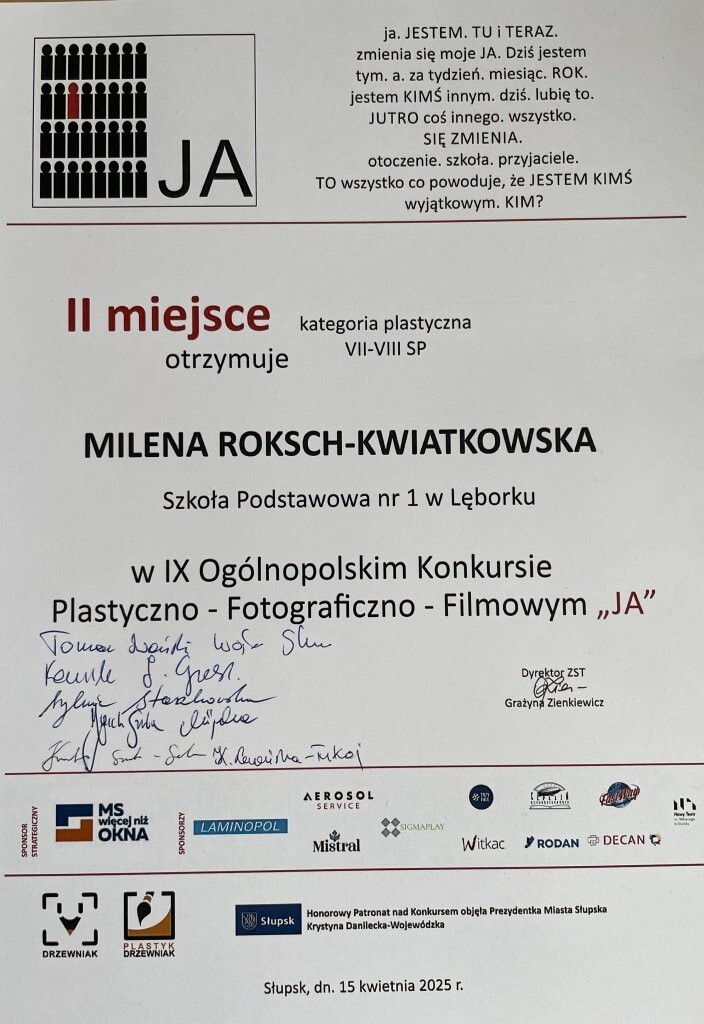 JA
ja. JESTEM. TU i TERAZ.
zmienia się moje JA. Dziś jestem
tym. a. za tydzień. miesiąc. ROK.
jestem KIMŚ innym. dziś. lubię to.
JUTRO coś innego. wszystko.
SIĘ ZMIENIA.
otoczenie. szkoła. przyjaciele.
TO wszystko co powoduje, że JESTEM KIMŚ
wyjątkowym. KIM?
II miejsce kategoria plastyczna
otrzymuje VII-VIII SP
MILENA ROKSCH-KWIATKOWSKA
Szkoła Podstawowa nr 1 w Lęborku
w IX Ogólnopolskim Konkursie
Plastyczno - Fotograficzno - Filmowym „JA”
Dyrektor ZST
Grażyna Zienkiewicz
SPONSOR
STRATEGICZNY
MS
więcej niż
OKNA
SPONSORZY
LAMINOPOL
AEROSOL
SERVICE
Mistral
SIGMAPLAY
Witkac
RODAN
DECAN
Nowy Teatr
DRZEWNIAK
PLASTYK
DRZEWNIAK
Słupsk
Honorowy Patronat nad Konkursem objęła Prezydentka Miasta Słupska
Krystyna Danilecka-Wojewódzka
Słupsk, dn. 15 kwietnia 2025 r.